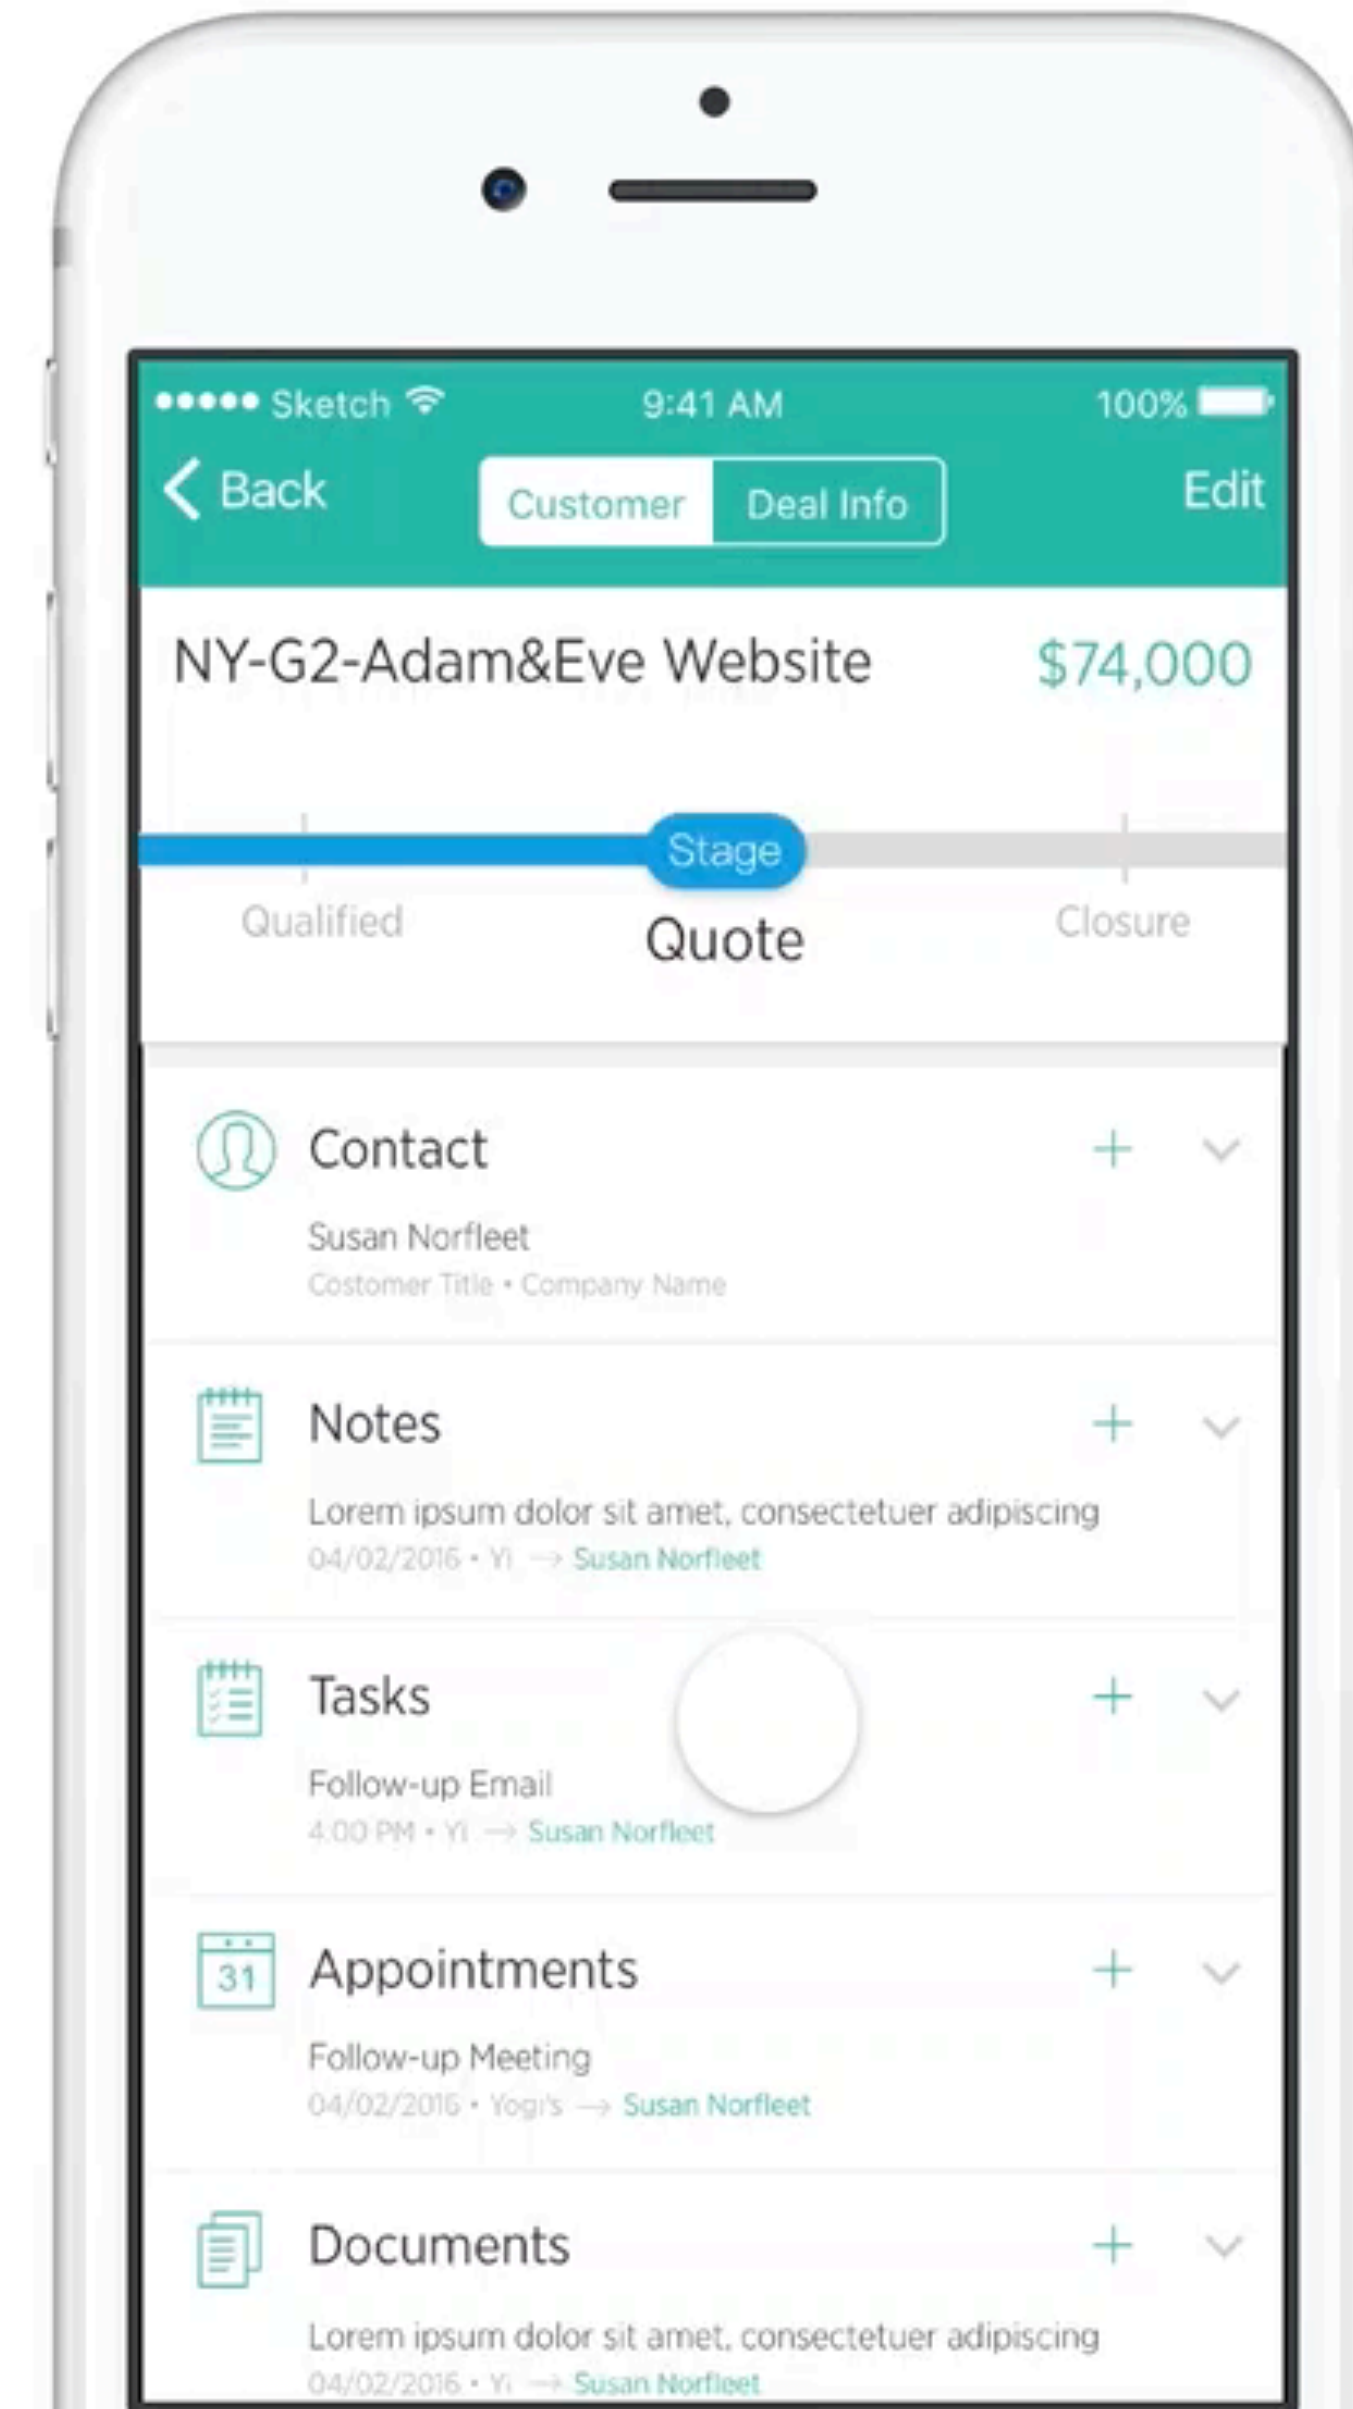 Sketch 9:41 AM 100%
Back Customer Deal Info Edit
NY-G2-Adam&Eve Website $74,000
Stage
Qualified Quote Closure
Contact +
Susan Norfleet
Costomer Title • Company Name
Notes +
Lorem ipsum dolor sit amet, consectetuer adipiscing
04/02/2016 • Yi → Susan Norfleet
Tasks +
Follow-up Email
4:00 PM • Yi → Susan Norfleet
31 Appointments +
Follow-up Meeting
04/02/2016 • Yogi's → Susan Norfleet
Documents +
Lorem ipsum dolor sit amet, consectetuer adipiscing
04/02/2016 • Yi → Susan Norfleet